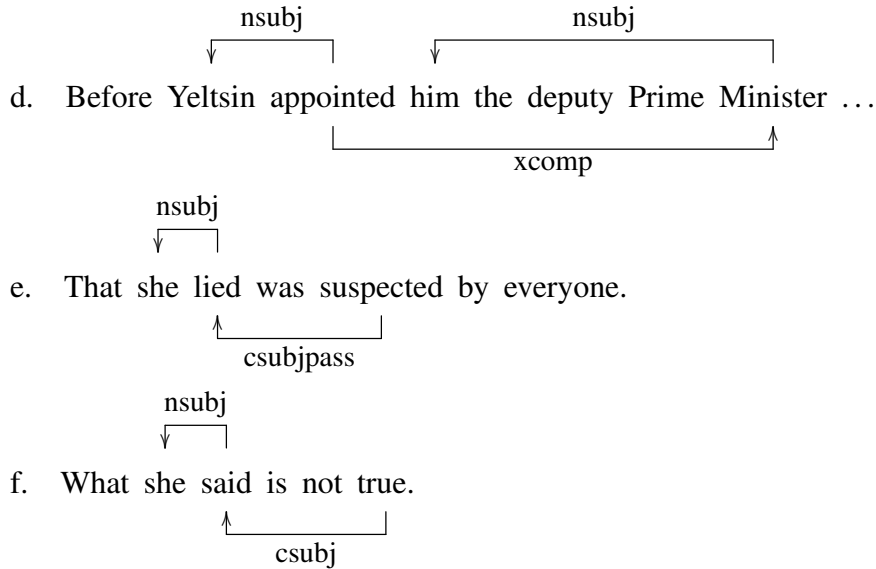 nsubj nsubj
d. Before Yeltsin appointed him the deputy Prime Minister …
xcomp
nsubj
e. That she lied was suspected by everyone.
csubjpass
nsubj
f. What she said is not true.
csubj